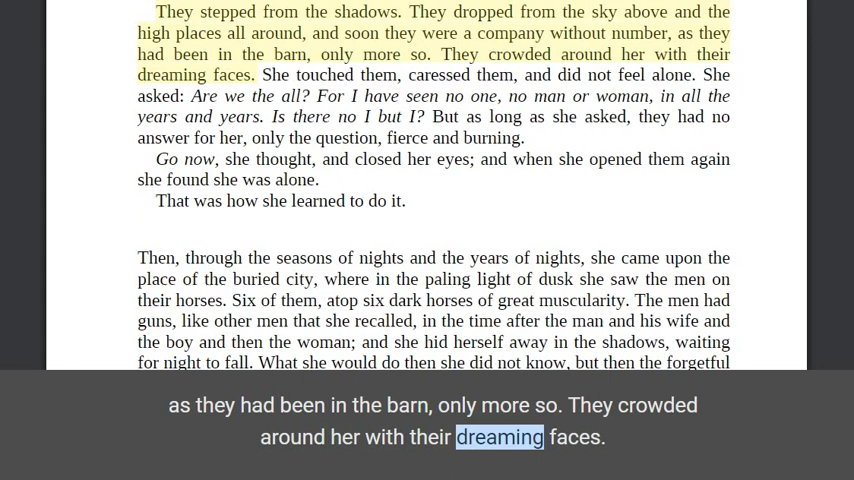 They stepped from the shadows. They dropped from the sky above and the
high places all around, and soon they were a company without number, as they
had been in the barn, only more so. They crowded around her with their
dreaming faces. She touched them, caressed them, and did not feel alone. She
asked: Are we the all? For I have seen no one, no man or woman, in all the
years and years. Is there no I but I? But as long as she asked, they had no
answer for her, only the question, fierce and burning.
Go now, she thought, and closed her eyes; and when she opened them again
she found she was alone.
That was how she learned to do it.
Then, through the seasons of nights and the years of nights, she came upon the
place of the buried city, where in the paling light of dusk she saw the men on
their horses. Six of them, atop six dark horses of great muscularity. The men had
guns, like other men that she recalled, in the time after the man and his wife and
the boy and then the woman; and she hid herself away in the shadows, waiting
for night to fall. What she would do then she did not know, but then the forgetful
as they had been in the barn, only more so. They crowded
around her with their dreaming faces.